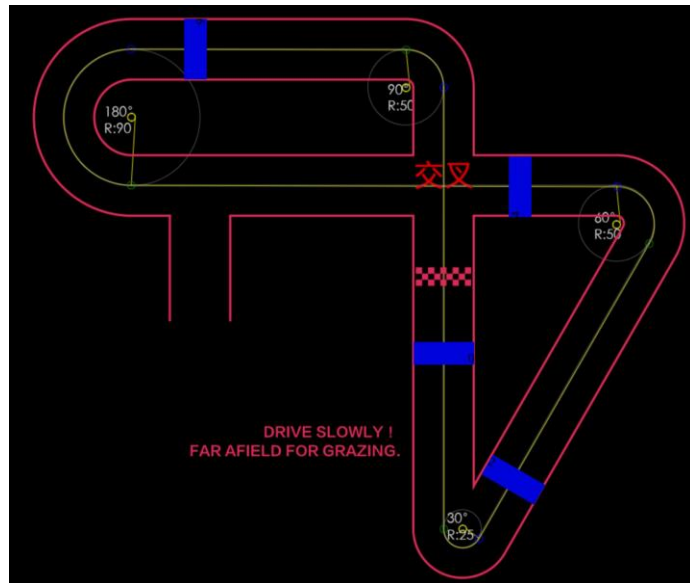 90°
R:50
180°
R:90
交叉
60°
R:50
DRIVE SLOWLY !
FAR AFIELD FOR GRAZING.
30°
R:25